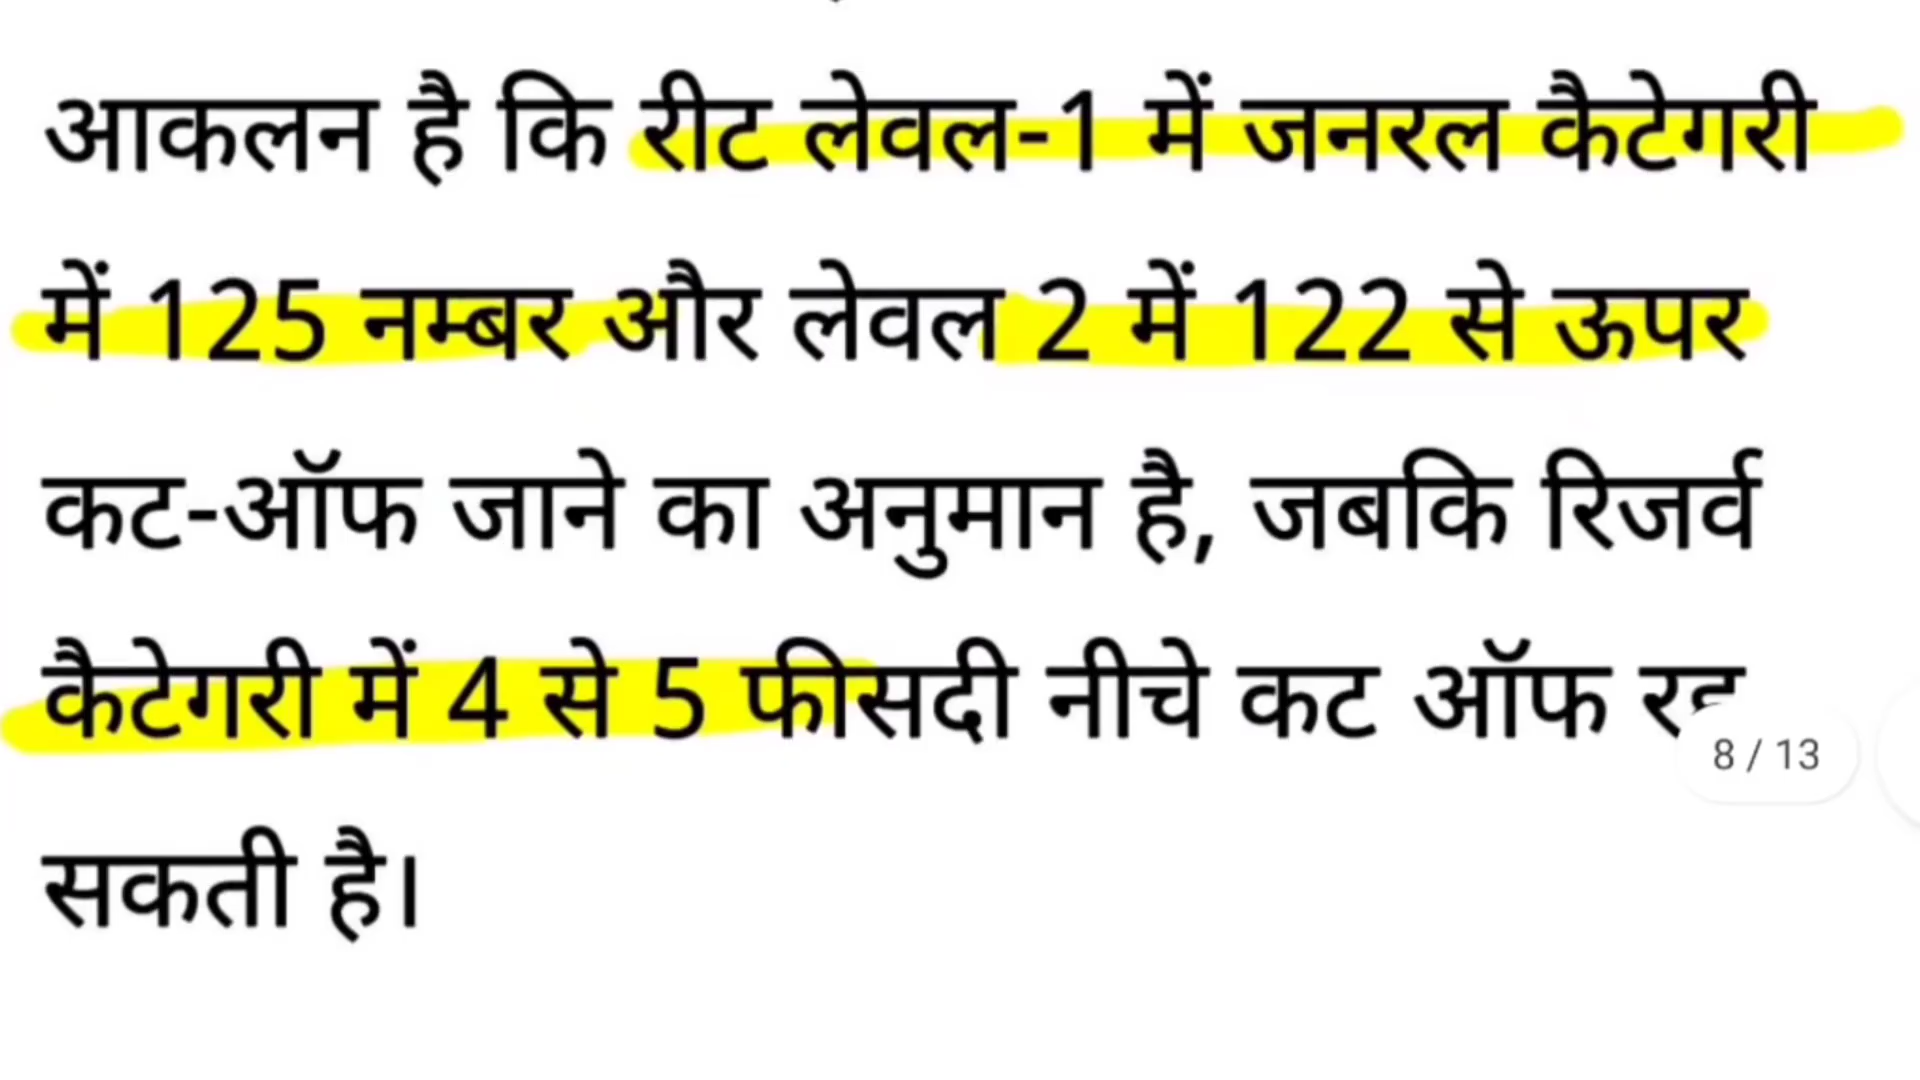 आकलन है कि रीट लेवल-1 में जनरल कैटेगरी
में 125 नम्बर और लेवल 2 में 122 से ऊपर
कट-ऑफ जाने का अनुमान है, जबकि रिजर्व
कैटेगरी में 4 से 5 फीसदी नीचे कट ऑफ रह
8 / 13
सकती है।